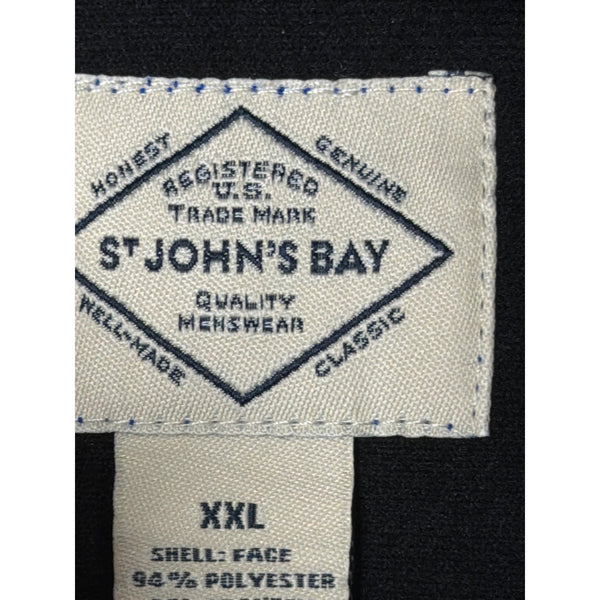 HONEST
GENUINE
REGISTERED
U.S.
TRADE MARK
ST JOHN'S BAY
QUALITY
MENSWEAR
WELL-MADE
CLASSIC
XXL
SHELL: FACE
94% POLYESTER